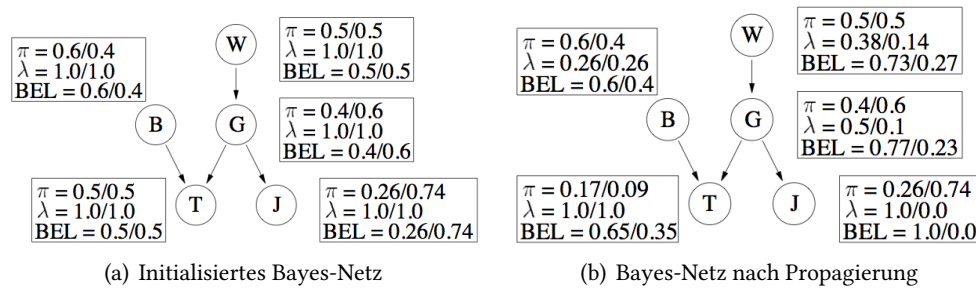 W
π = 0.5/0.5
λ = 1.0/1.0
BEL = 0.5/0.5
π = 0.6/0.4
λ = 1.0/1.0
BEL = 0.6/0.4
B
G
π = 0.4/0.6
λ = 1.0/1.0
BEL = 0.4/0.6
π = 0.5/0.5
λ = 1.0/1.0
BEL = 0.5/0.5
T
J
π = 0.26/0.74
λ = 1.0/1.0
BEL = 0.26/0.74
(a) Initialisiertes Bayes-Netz
W
π = 0.5/0.5
λ = 0.38/0.14
BEL = 0.73/0.27
π = 0.6/0.4
λ = 0.26/0.26
BEL = 0.6/0.4
B
G
π = 0.4/0.6
λ = 0.5/0.1
BEL = 0.77/0.23
π = 0.17/0.09
λ = 1.0/1.0
BEL = 0.65/0.35
T
J
π = 0.26/0.74
λ = 1.0/0.0
BEL = 1.0/0.0
(b) Bayes-Netz nach Propagierung